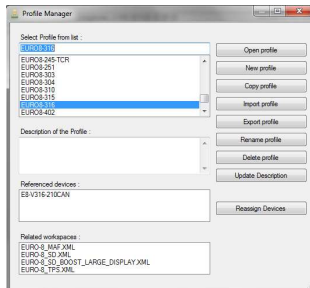 Profile Manager
Select Profile from list :
EURO8-316
Open profile
EURO8-245-TCR
EURO8-251
EURO8-303
EURO8-304
EURO8-310
EURO8-315
EURO8-316
EURO8-402
New profile
Copy profile
Import profile
Export profile
Description of the Profile :
Rename profile
Delete profile
Update Description
Referenced devices :
E8-V316-210CAN
Reassign Devices
Related workspaces :
EURO-8_MAF.XML
EURO-8_SD.XML
EURO-8_SD_BOOST_LARGE_DISPLAY.XML
EURO-8_TPS.XML